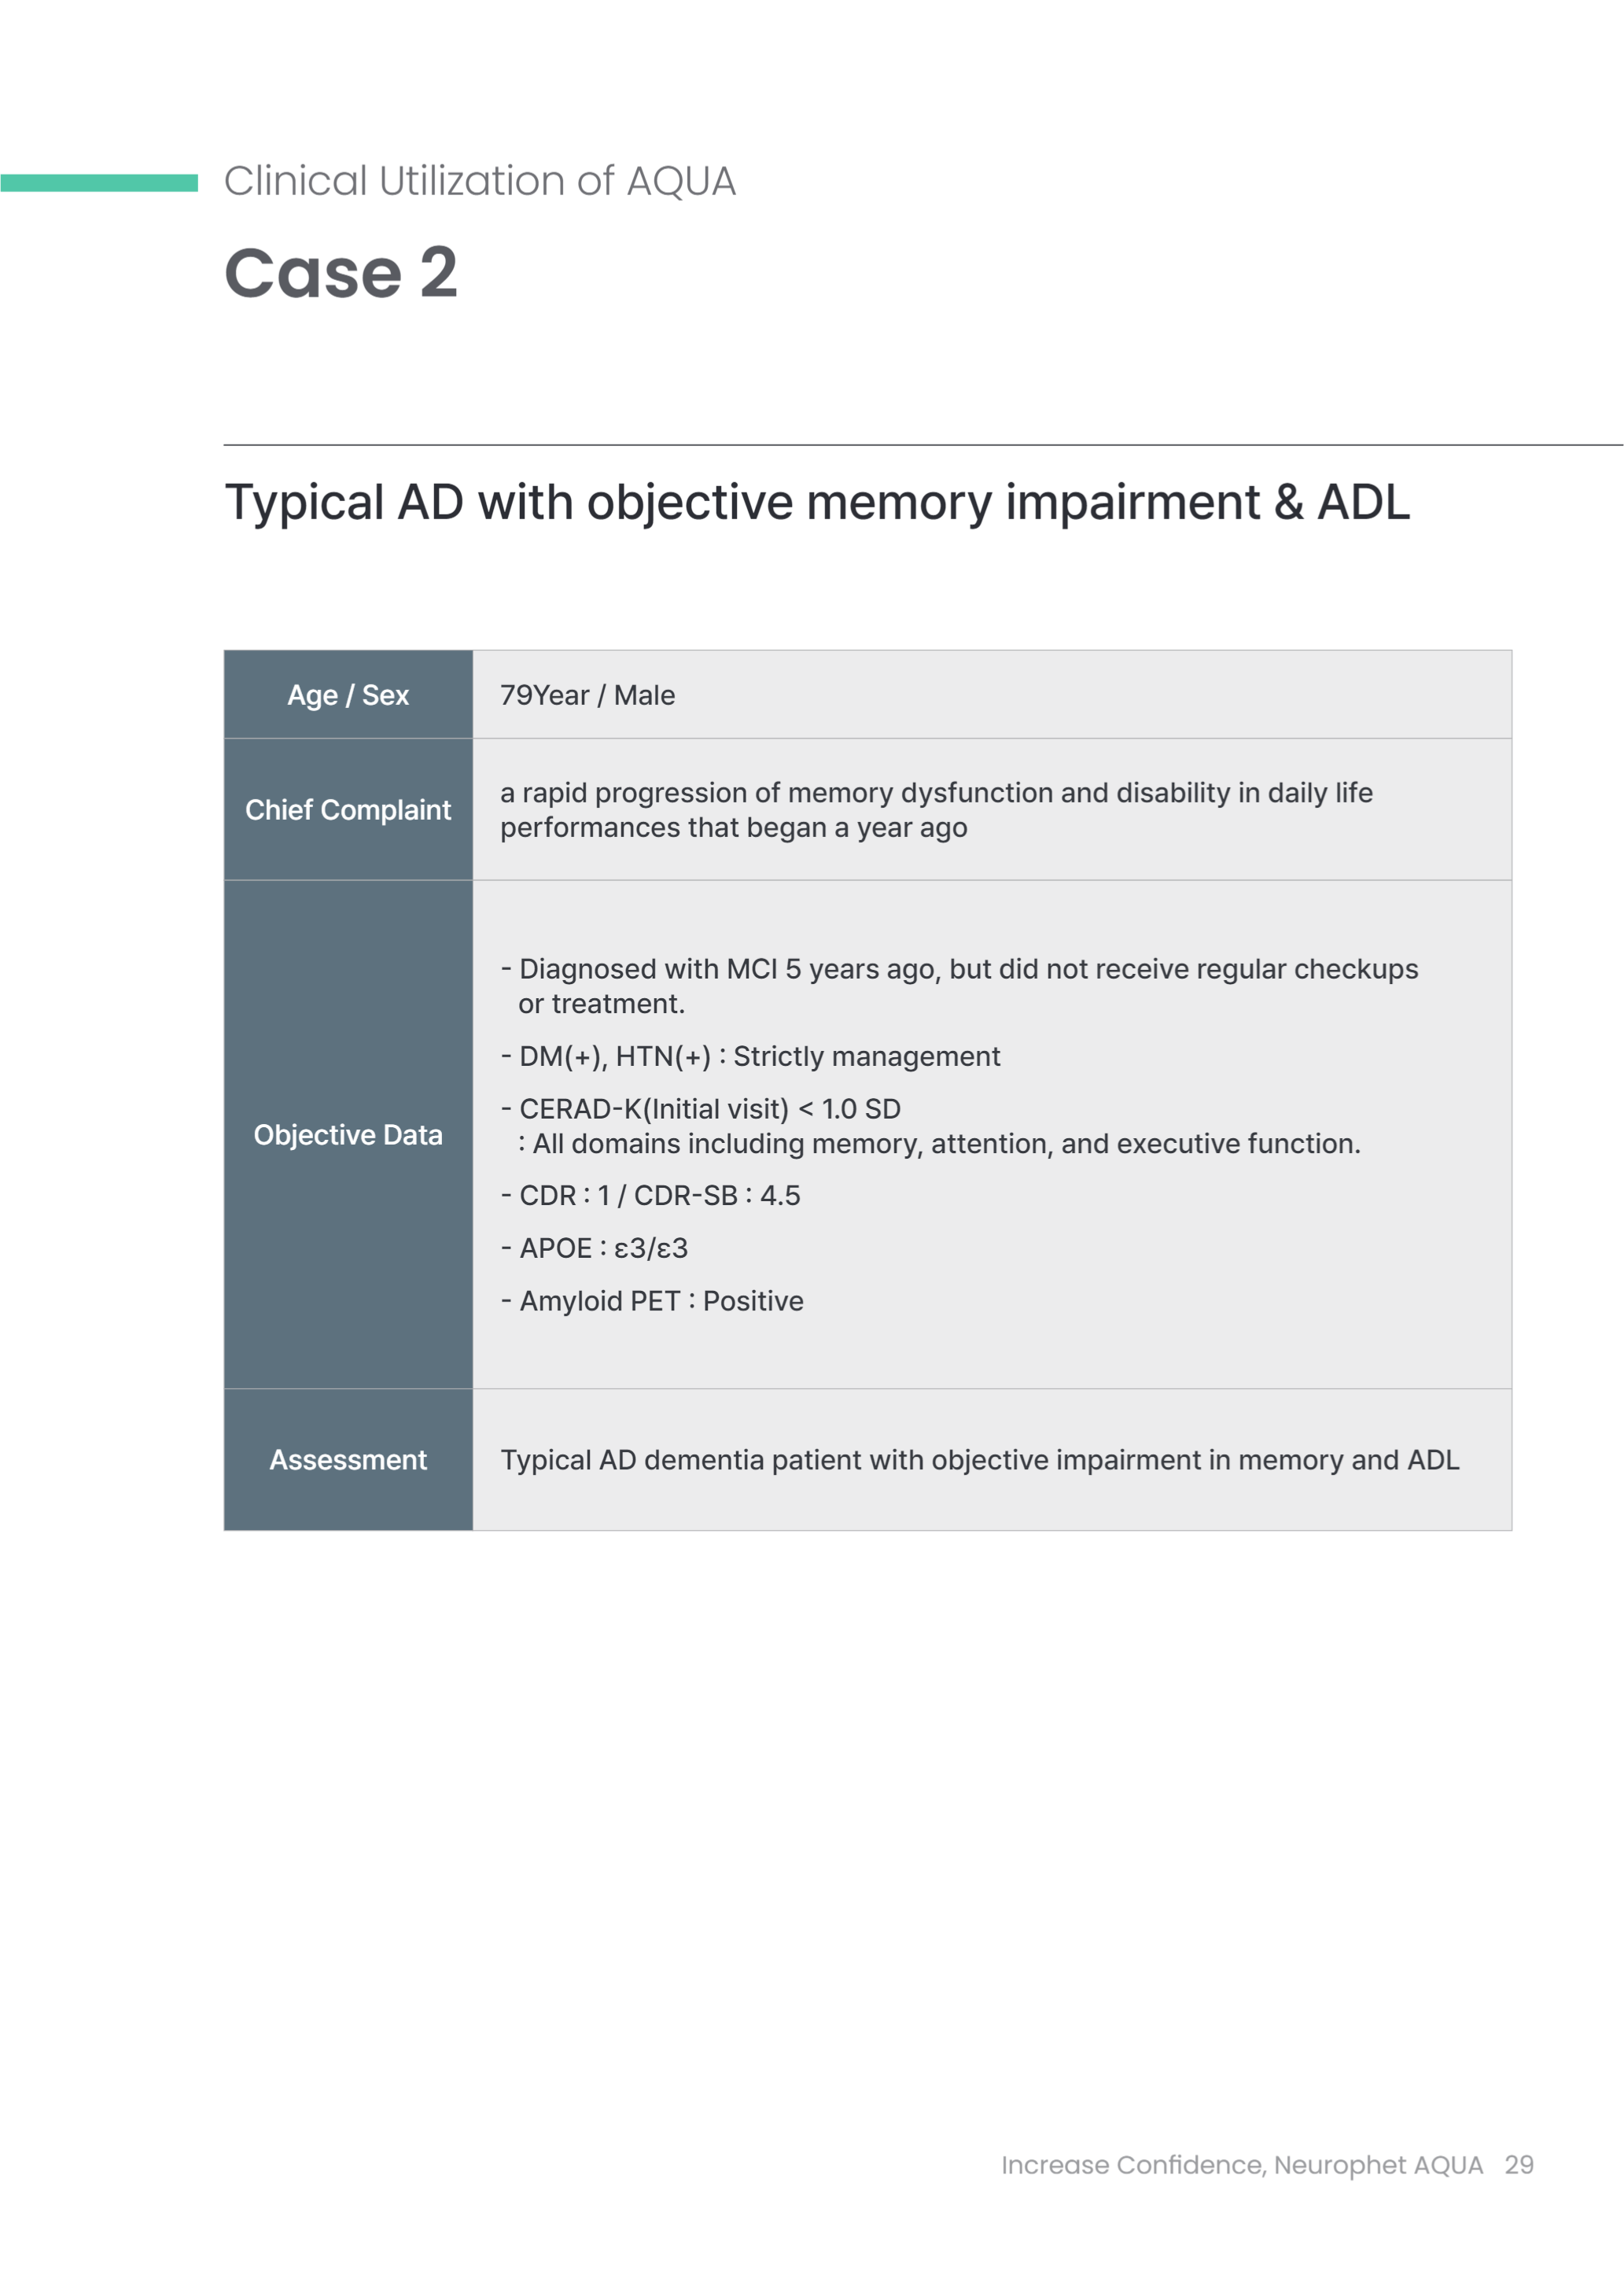 Clinical Utilization of AQUA
Case 2
Typical AD with objective memory impairment & ADL
Age / Sex
79Year / Male
Chief Complaint
a rapid progression of memory dysfunction and disability in daily life
performances that began a year ago
Objective Data
- Diagnosed with MCI 5 years ago, but did not receive regular checkups
or treatment.
- DM(+), HTN(+) : Strictly management
- CERAD-K(Initial visit) < 1.0 SD
: All domains including memory, attention, and executive function.
- CDR : 1 / CDR-SB : 4.5
- APOE : ε3/ε3
- Amyloid PET : Positive
Assessment
Typical AD dementia patient with objective impairment in memory and ADL
Increase Confidence, Neurophet AQUA 29